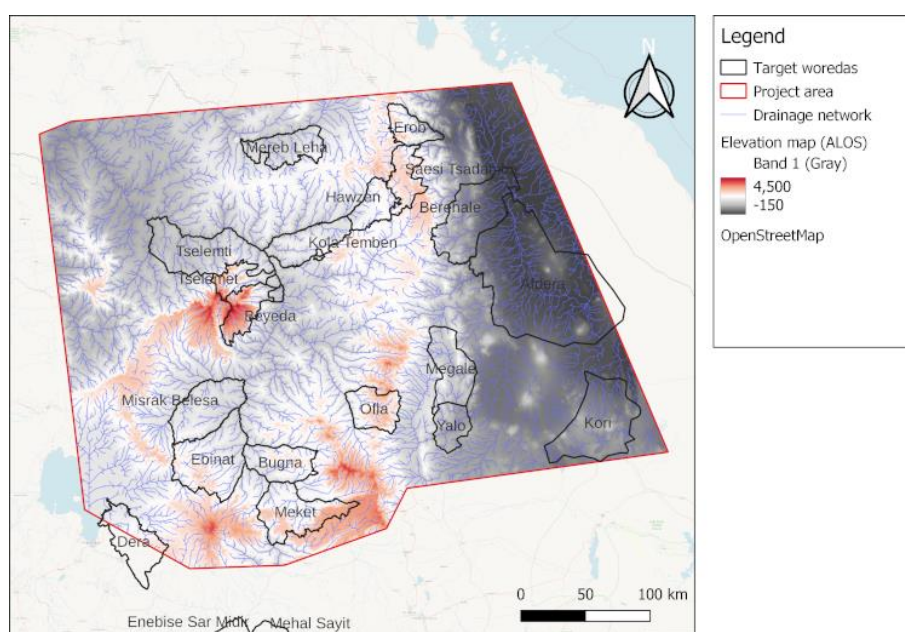 N
Erob
Mereb Leha
Saesi Tsadamba
Hawzen
Berehale
Kola Temben
Tselemti
Tselemet
Afdera
Beyeda
Megale
Misrak Belesa
Ofla
Kori
Yalo
Ebinat
Bugna
Meket
Dera
0 50 100 km
Enebise Sar Midir
Mehal Sayit
Legend
Target woredas
Project area
Drainage network
Elevation map (ALOS)
Band 1 (Gray)
4,500
-150
OpenStreetMap